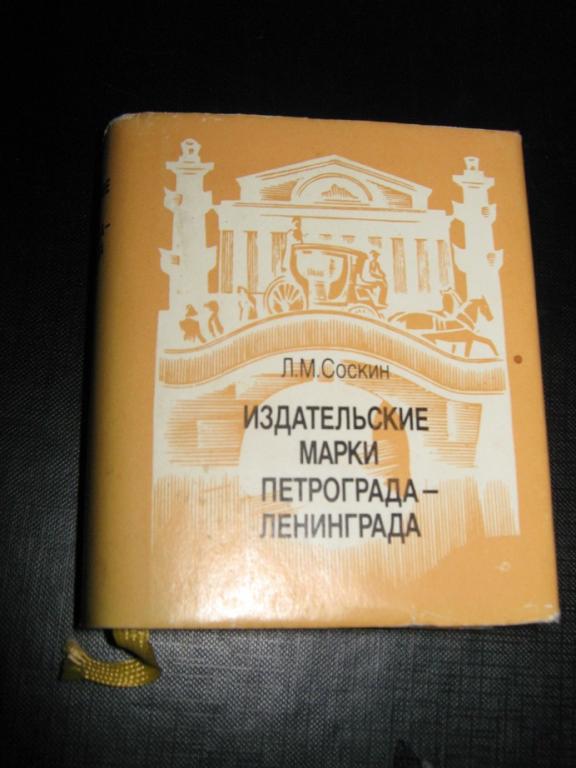 Л.М.Соскин
ИЗДАТЕЛЬСКИЕ
МАРКИ
ПЕТРОГРАДА–
ЛЕНИНГРАДА